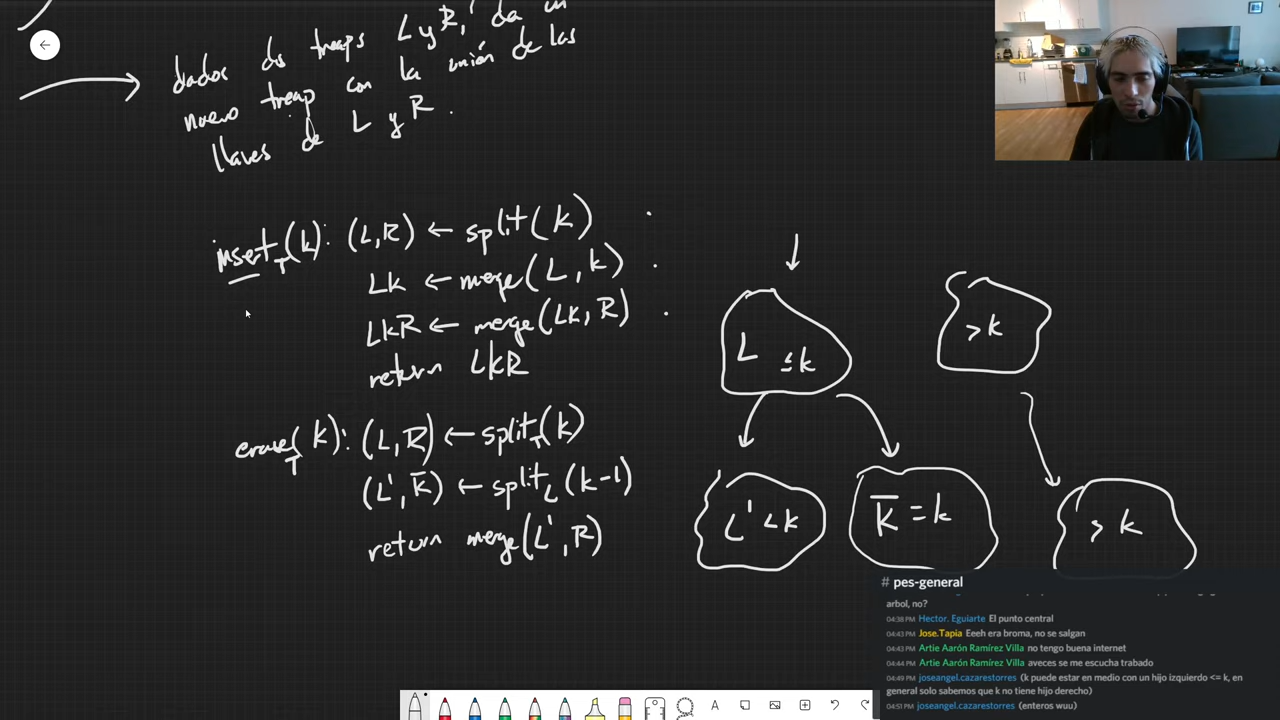 dados dos treaps L y R, da un
nuevo treap con la unión de las
llaves de L y R.
insert_T(k): (L,R) ← split(k)
Lk ← merge(L, k)
LkR ← merge(Lk, R)
return LkR
erase_T(k): (L,R) ← split_T(k)
(L', K̄) ← split_L(k-1)
return merge(L', R)
L ≤k
>k
L' <k
K̄ = k
> k
# pes-general
arbol, no?
04:38 PM Hector. Eguiarte El punto central
04:43 PM Jose.Tapia Eeeh era broma, no se salgan
04:43 PM Artie Aarón Ramírez Villa no tengo buena internet
04:44 PM Artie Aarón Ramírez Villa aveces se me escucha trabado
04:49 PM joseangel.cazarestorres (k puede estar en medio con un hijo izquierdo <= k, en
general solo sabemos que k no tiene hijo derecho)
04:51 PM joseangel.cazarestorres (enteros wuu)
A